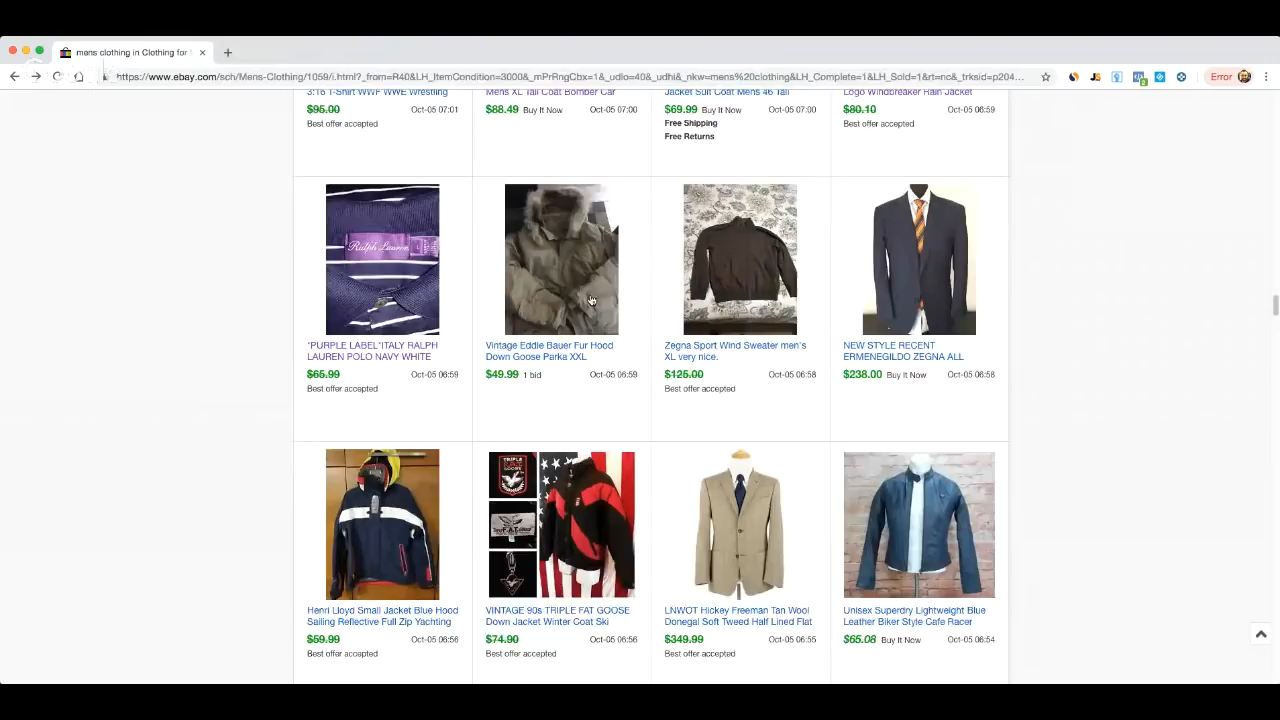 mens clothing in Clothing for
https://www.ebay.com/sch/Mens-Clothing/1059/i.html?_from=R40&LH_ItemCondition=3000&_mPrRngCbx=1&_udlo=40&_udhi&_nkw=mens%20clothing&LH_Complete=1&LH_Sold=1&rt=nc&_trksid=p204...
Error
3:16 T-Shirt WWF WWE Wrestling
Mens XL Tall Coat Bomber Car
Jacket Suit Coat Mens 46 Tall
Logo Windbreaker Rain Jacket
$95.00 Oct-05 07:01
$88.49 Buy It Now Oct-05 07:00
$69.99 Buy It Now Oct-05 07:00
$80.10 Oct-05 06:59
Best offer accepted
Free Shipping
Best offer accepted
Free Returns
Ralph Lauren
"PURPLE LABEL"ITALY RALPH
LAUREN POLO NAVY WHITE
$65.99 Oct-05 06:59
Best offer accepted
Vintage Eddie Bauer Fur Hood
Down Goose Parka XXL
$49.99 1 bid Oct-05 06:59
Zegna Sport Wind Sweater men's
XL very nice.
$125.00 Oct-05 06:58
Best offer accepted
NEW STYLE RECENT
ERMENEGILDO ZEGNA ALL
$238.00 Buy It Now Oct-05 06:58
TRIPLE
FAT
GOOSE
Henri Lloyd Small Jacket Blue Hood
Sailing Reflective Full Zip Yachting
$59.99 Oct-05 06:56
Best offer accepted
VINTAGE 90s TRIPLE FAT GOOSE
Down Jacket Winter Coat Ski
$74.90 Oct-05 06:56
Best offer accepted
LNWOT Hickey Freeman Tan Wool
Donegal Soft Tweed Half Lined Flat
$349.99 Oct-05 06:55
Best offer accepted
Unisex Superdry Lightweight Blue
Leather Biker Style Cafe Racer
$65.08 Buy It Now Oct-05 06:54